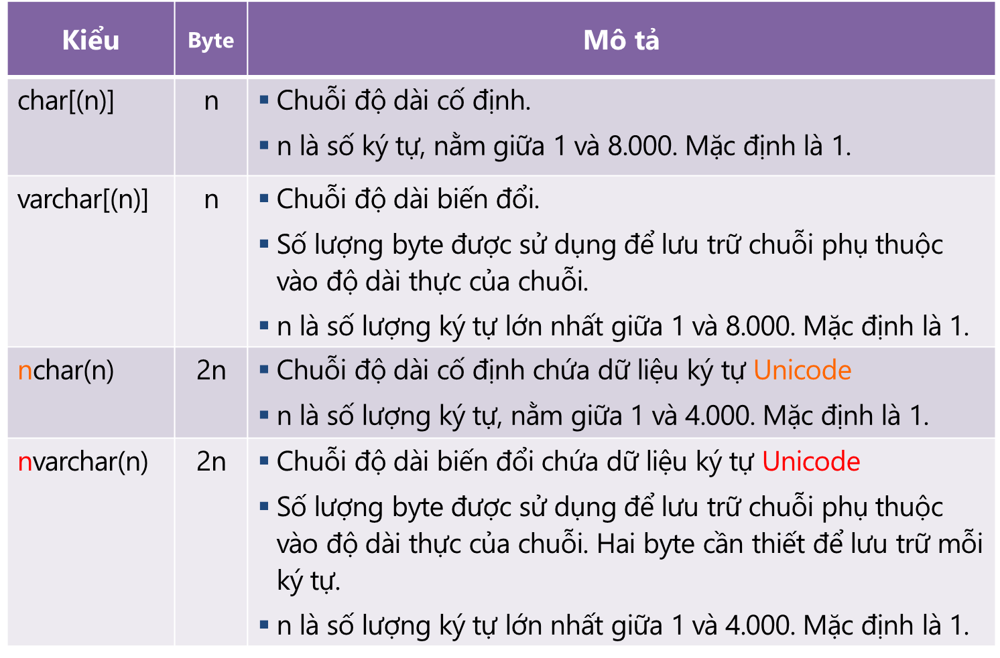 Kiểu Byte Mô tả
char[(n)] n ▪ Chuỗi độ dài cố định.
▪ n là số ký tự, nằm giữa 1 và 8.000. Mặc định là 1.
varchar[(n)] n ▪ Chuỗi độ dài biến đổi.
▪ Số lượng byte được sử dụng để lưu trữ chuỗi phụ thuộc
vào độ dài thực của chuỗi.
▪ n là số lượng ký tự lớn nhất giữa 1 và 8.000. Mặc định là 1.
nchar(n) 2n ▪ Chuỗi độ dài cố định chứa dữ liệu ký tự Unicode
▪ n là số lượng ký tự, nằm giữa 1 và 4.000. Mặc định là 1.
nvarchar(n) 2n ▪ Chuỗi độ dài biến đổi chứa dữ liệu ký tự Unicode
▪ Số lượng byte được sử dụng để lưu trữ chuỗi phụ thuộc
vào độ dài thực của chuỗi. Hai byte cần thiết để lưu trữ mỗi
ký tự.
▪ n là số lượng ký tự lớn nhất giữa 1 và 4.000. Mặc định là 1.